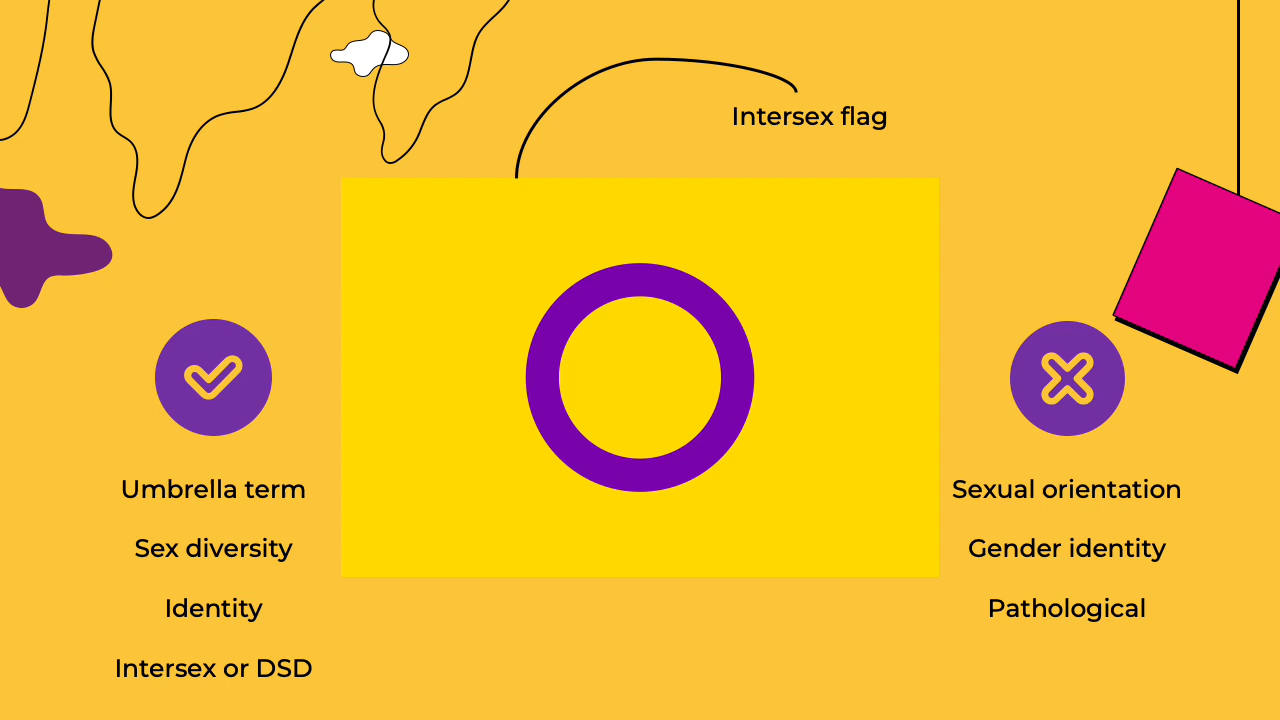 Intersex flag
Umbrella term
Sex diversity
Identity
Intersex or DSD
Sexual orientation
Gender identity
Pathological